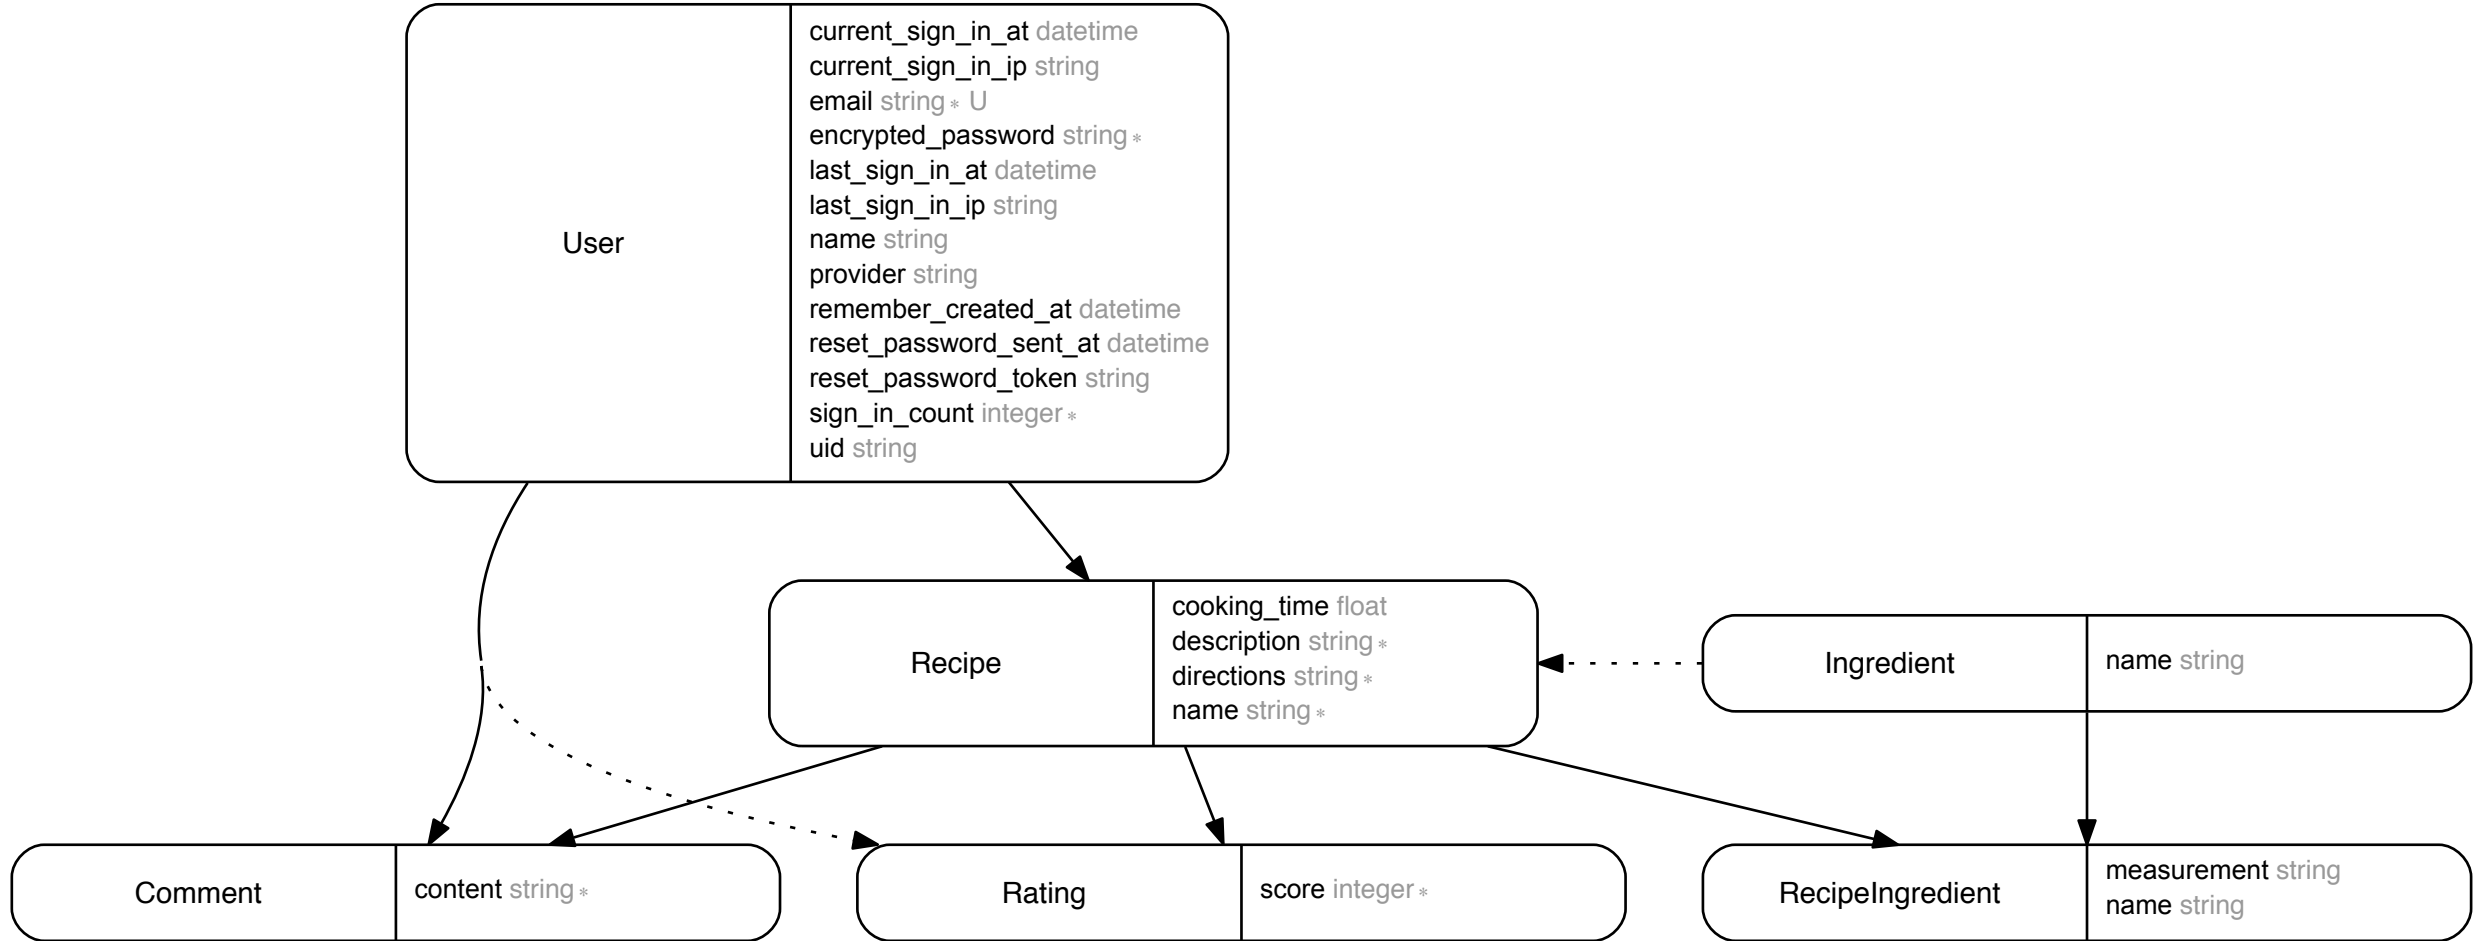 User
current_sign_in_at datetime
current_sign_in_ip string
email string* U
encrypted_password string*
last_sign_in_at datetime
last_sign_in_ip string
name string
provider string
remember_created_at datetime
reset_password_sent_at datetime
reset_password_token string
sign_in_count integer*
uid string
Recipe
cooking_time float
description string*
directions string*
name string*
Ingredient
name string
Comment
content string*
Rating
score integer*
RecipeIngredient
measurement string
name string